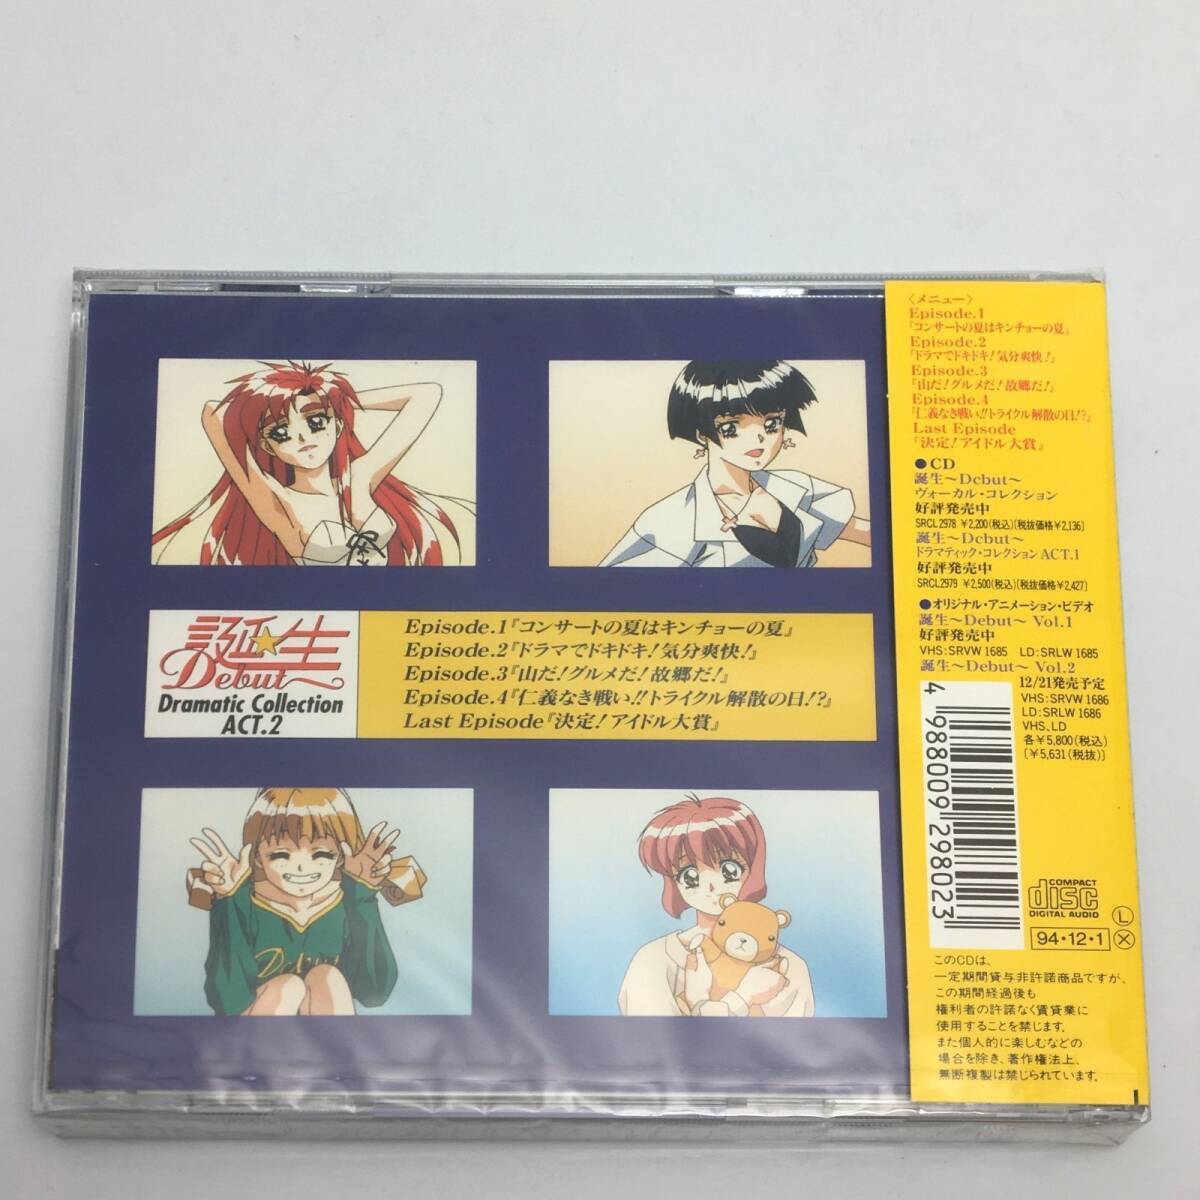 誕生
Debut
Dramatic Collection
ACT.2
Episode.1『コンサートの夏はキンチョーの夏』
Episode.2『ドラマでドキドキ!気分爽快!』
Episode.3『山だ!グルメだ!故郷だ!』
Episode.4『仁義なき戦い!!トライクル解散の日!?』
Last Episode『決定!アイドル大賞』
Debut
〈メニュー〉
Episode.1
『コンサートの夏はキンチョーの夏』
Episode.2
『ドラマでドキドキ!気分爽快!』
Episode.3
『山だ!グルメだ!故郷だ!』
Episode.4
『仁義なき戦い!!トライクル解散の日!?』
Last Episode
『決定!アイドル大賞』
●CD
誕生〜Debut〜
ヴォーカル・コレクション
好評発売中
SRCL2978 ¥2,200(税込)〔税抜価格¥2,136〕
誕生〜Debut〜
ドラマティック・コレクションACT.1
好評発売中
SRCL2979 ¥2,500(税込)〔税抜価格¥2,427〕
●オリジナル・アニメーション・ビデオ
誕生〜Debut〜 Vol.1
好評発売中
VHS:SRVW 1685 LD:SRLW 1685
誕生〜Debut〜 Vol.2
12/21発売予定
VHS:SRVW 1686
LD:SRLW 1686
VHS、LD
各¥5,800(税込)
〔¥5,631(税抜)〕
4 988009 298023
COMPACT
disc
DIGITAL AUDIO
L
94・12・1
X
このCDは、
一定期間貸与非許諾商品ですが、
この期間経過後も
権利者の許諾なく賃貸業に
使用することを禁じます。
また個人的に楽しむなどの
場合を除き、著作権法上、
無断複製は禁じられています。